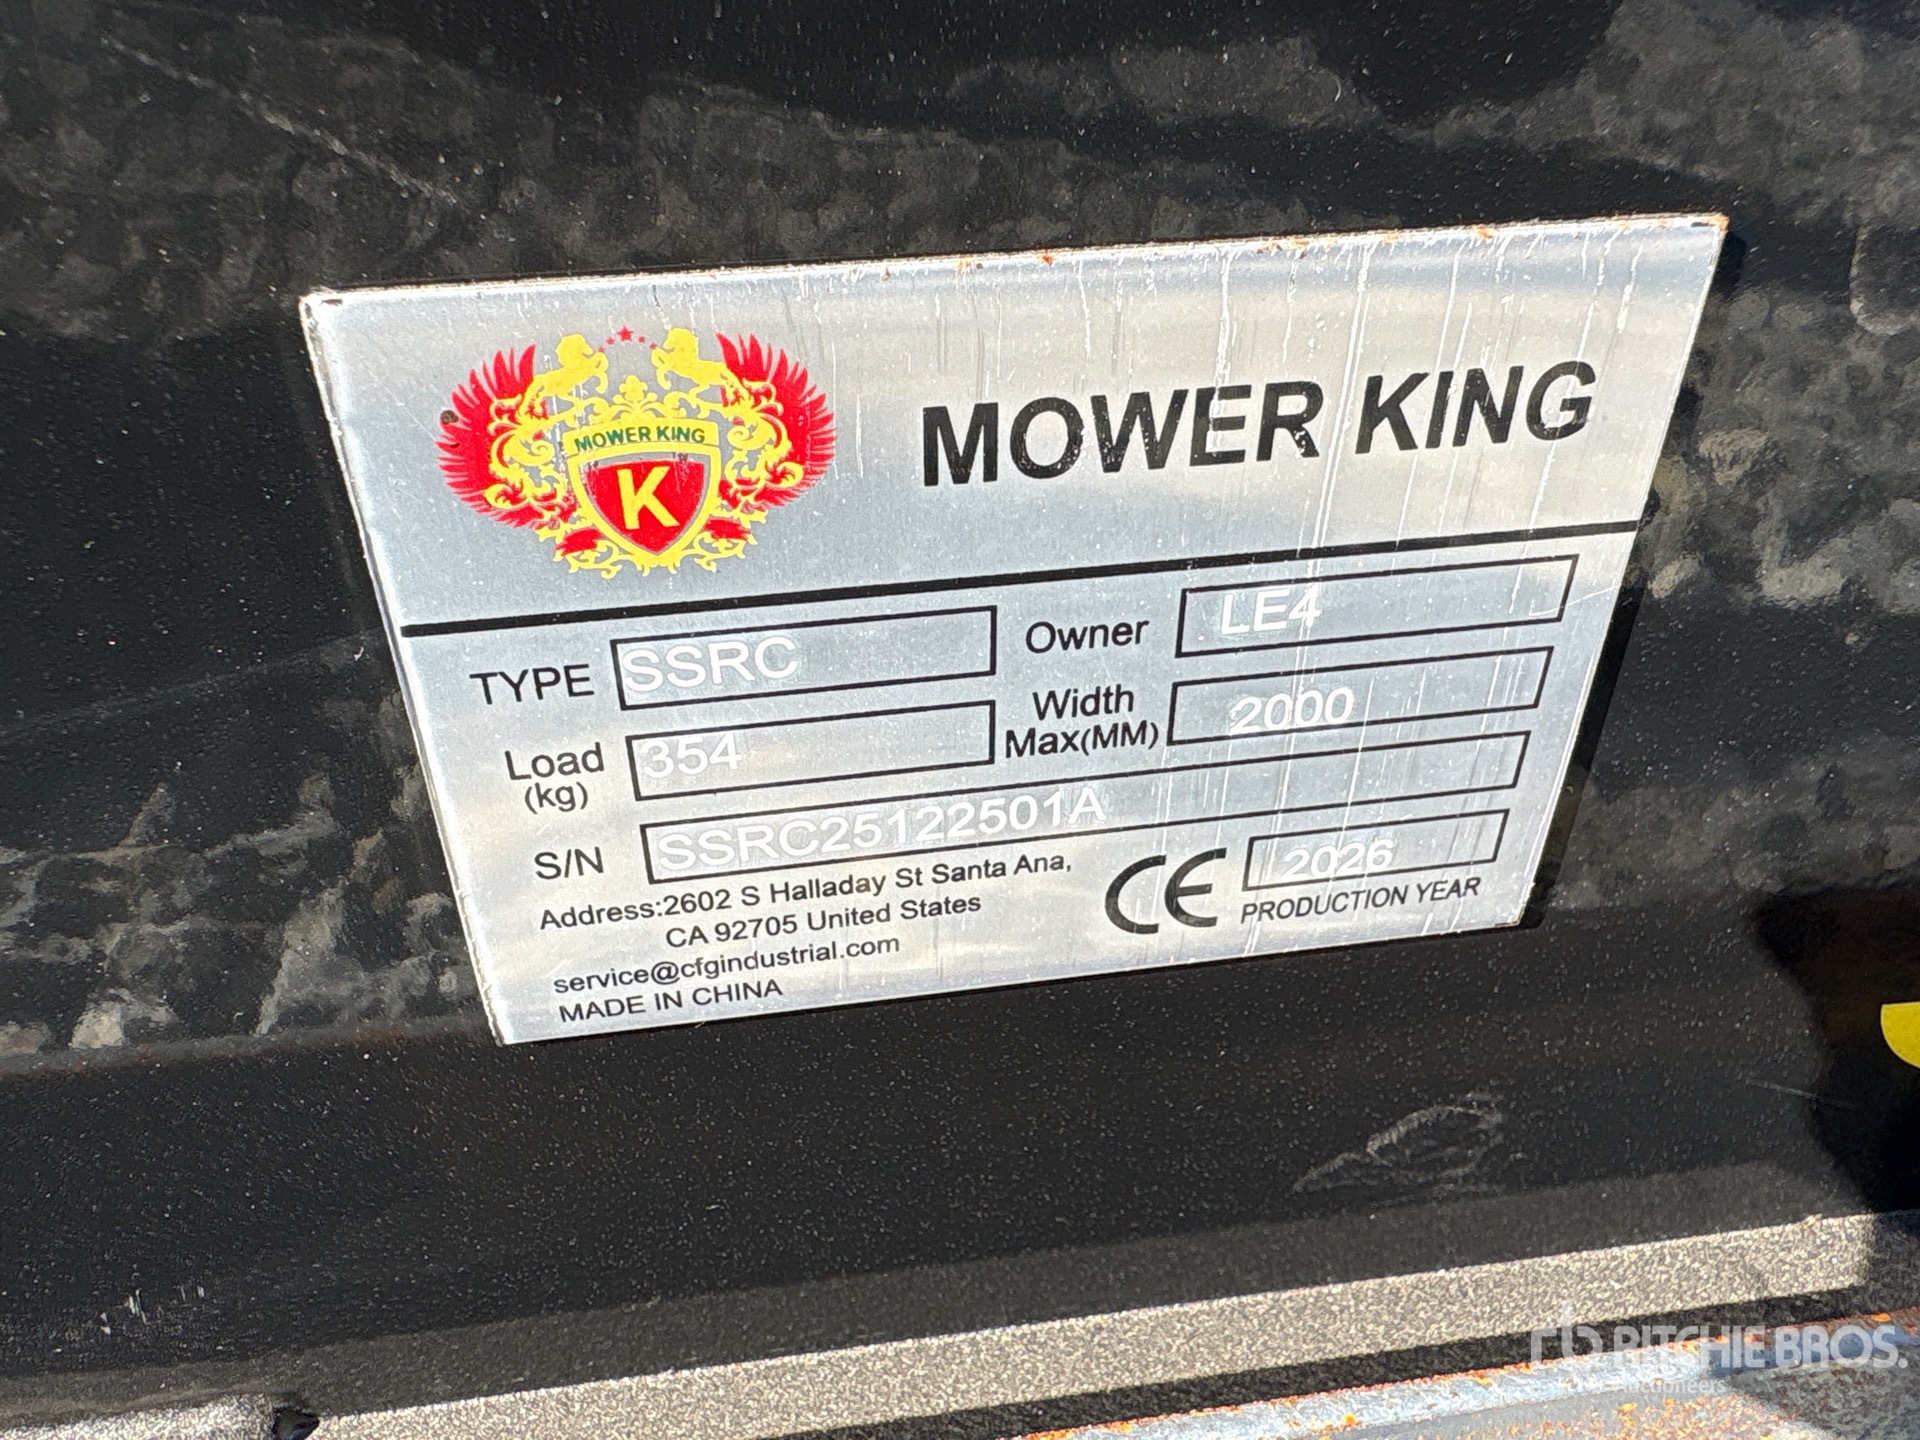 MOWER KING
K
MOWER KING
TYPE SSRC Owner LE4
Load (kg) 354 Width Max(MM) 2000
S/N SSRC25122501A
Address:2602 S Halladay St Santa Ana,
CA 92705 United States
service@cfgindustrial.com
MADE IN CHINA
CE 2026
PRODUCTION YEAR
rb RITCHIE BROS.
Auctioneers